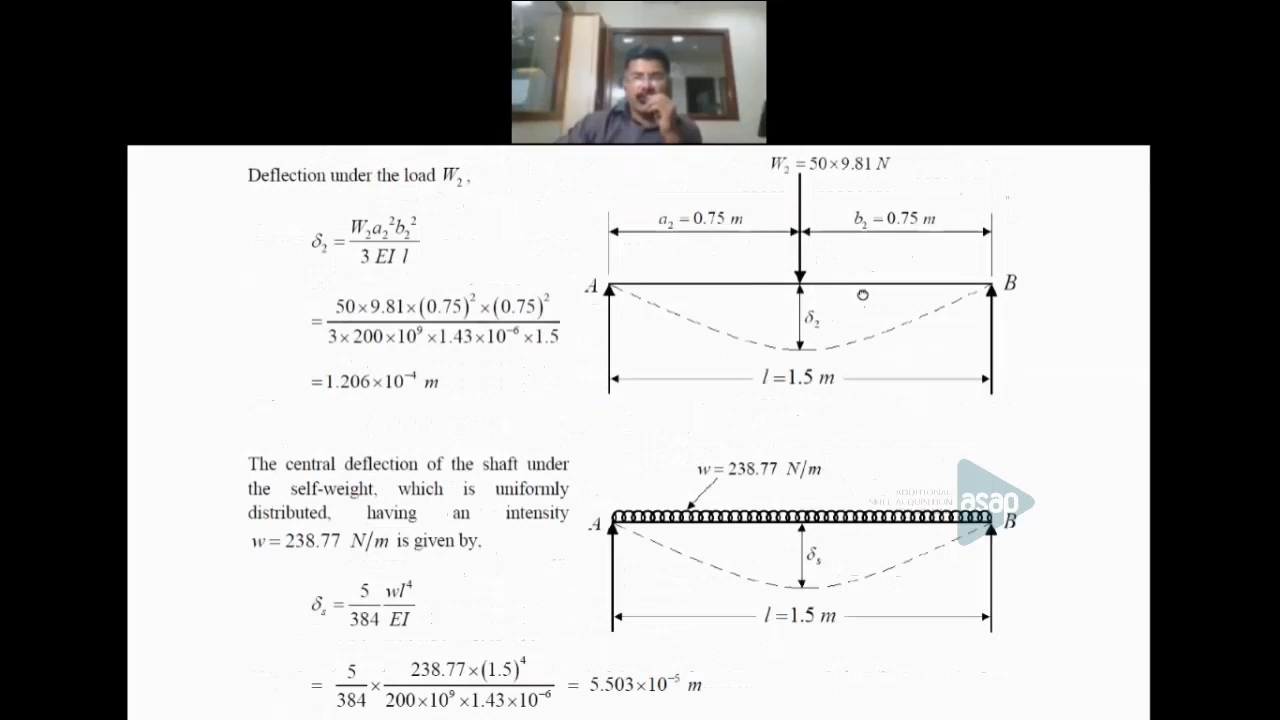 Deflection under the load W₂,
δ₂ = W₂a₂²b₂² / 3 EI l
= 50×9.81×(0.75)²×(0.75)² / 3×200×10⁹×1.43×10⁻⁶×1.5
=1.206×10⁻⁴ m
W₂ = 50×9.81 N
a₂ = 0.75 m b₂ = 0.75 m
A B
δ₂
l =1.5 m
The central deflection of the shaft under
the self-weight, which is uniformly
distributed, having an intensity
w = 238.77 N/m is given by,
δₛ = 5/384 wl⁴/EI
= 5/384 × 238.77×(1.5)⁴ / 200×10⁹×1.43×10⁻⁶ = 5.503×10⁻⁵ m
w = 238.77 N/m
ADDITIONAL
SKILL ACQUISITION
asap
A B
δₛ
l =1.5 m